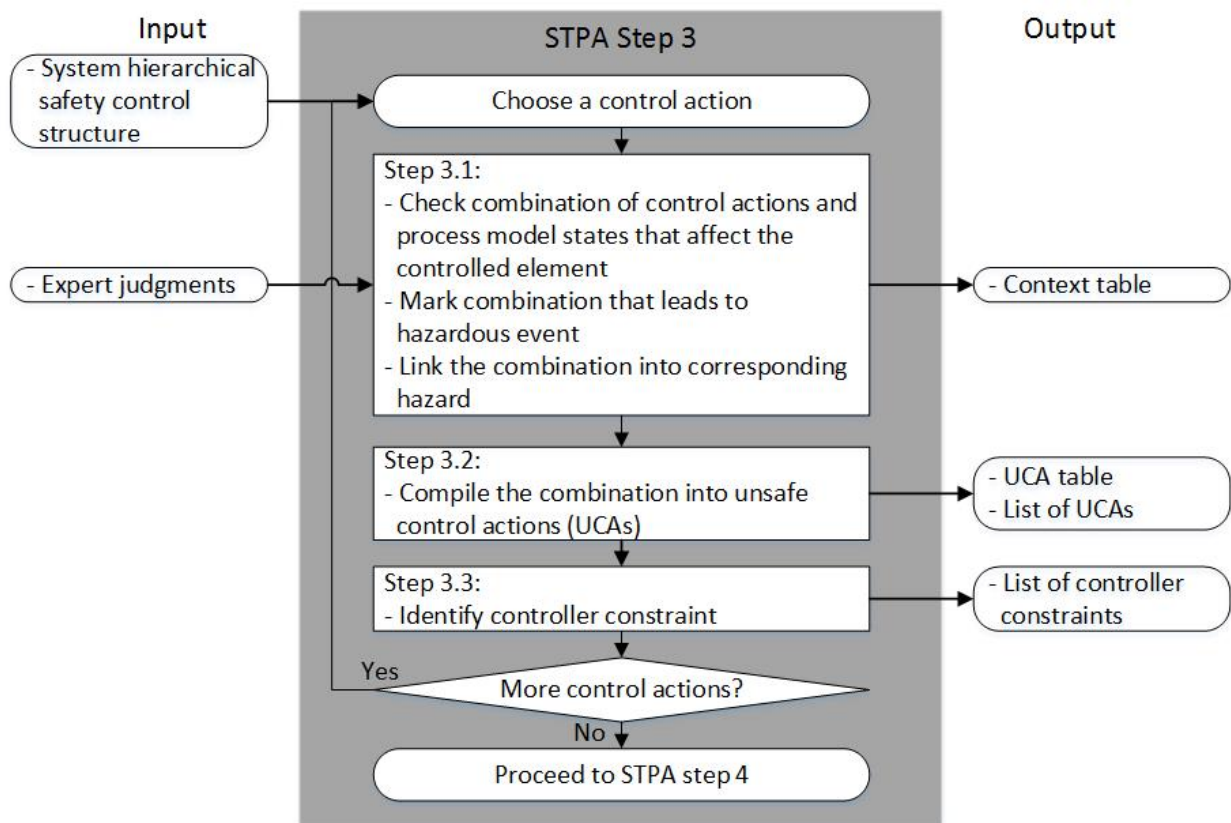 Input
STPA Step 3
Output
- System hierarchical
safety control
structure
Choose a control action
Step 3.1:
- Check combination of control actions and
process model states that affect the
controlled element
- Mark combination that leads to
hazardous event
- Link the combination into corresponding
hazard
- Expert judgments
- Context table
Step 3.2:
- Compile the combination into unsafe
control actions (UCAs)
- UCA table
- List of UCAs
Step 3.3:
- Identify controller constraint
- List of controller
constraints
Yes
More control actions?
No
Proceed to STPA step 4